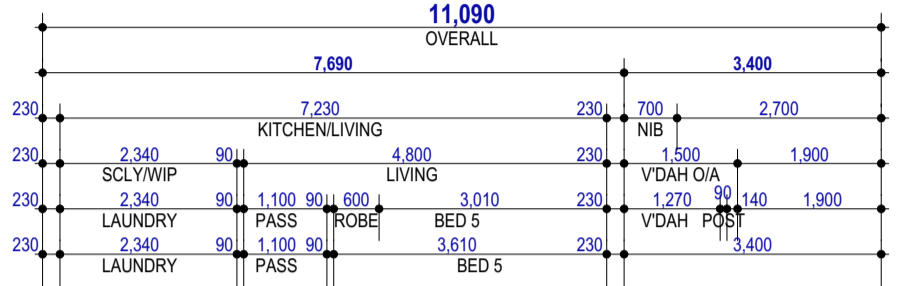 11,090
OVERALL
7,690 3,400
230 7,230 230 700 2,700
KITCHEN/LIVING NIB
230 2,340 90 4,800 230 1,500 1,900
SCLY/WIP LIVING V'DAH O/A
230 2,340 90 1,100 90 600 3,010 230 1,270 90 140 1,900
LAUNDRY PASS ROBE BED 5 V'DAH POST
230 2,340 90 1,100 90 3,610 230 3,400
LAUNDRY PASS BED 5